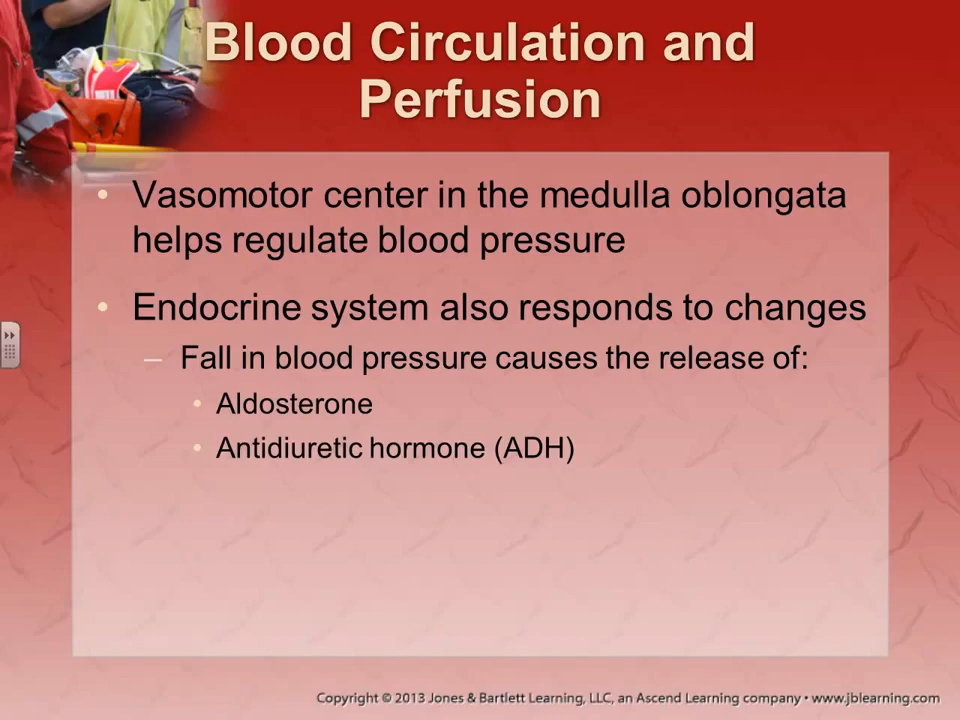 Blood Circulation and
Perfusion
• Vasomotor center in the medulla oblongata
helps regulate blood pressure
• Endocrine system also responds to changes
– Fall in blood pressure causes the release of:
• Aldosterone
• Antidiuretic hormone (ADH)
Copyright © 2013 Jones & Bartlett Learning, LLC, an Ascend Learning company • www.jblearning.com